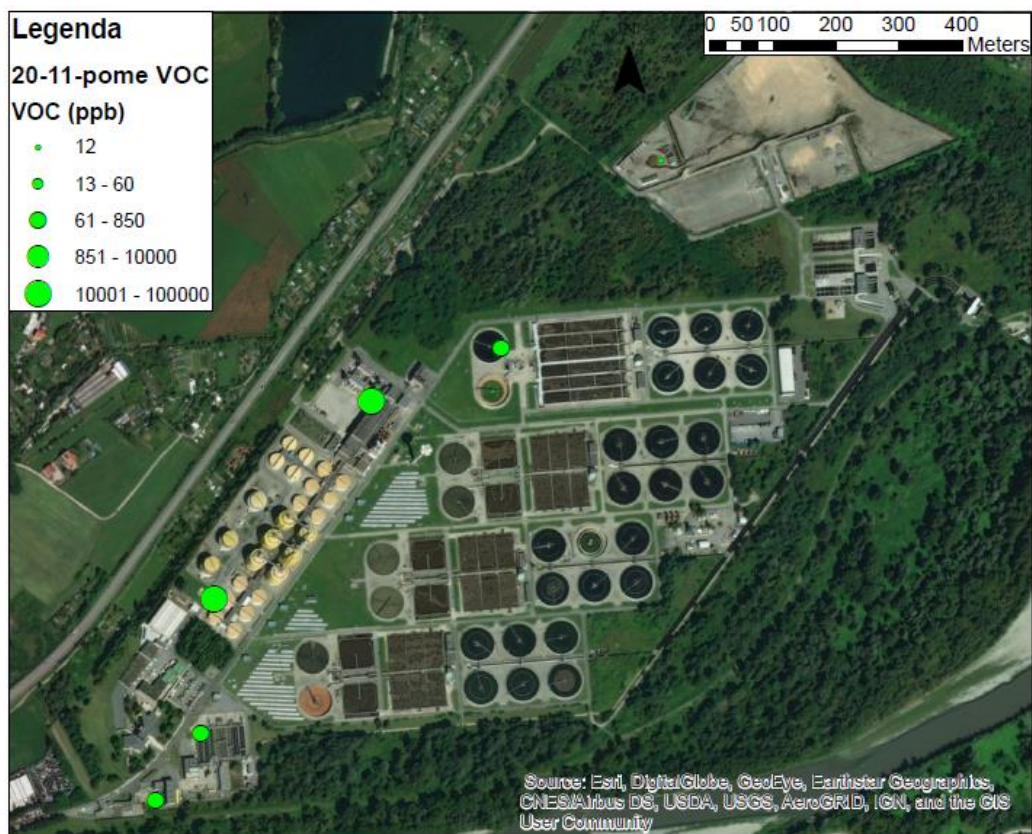 Legenda
20-11-pome VOC
VOC (ppb)
12
13 - 60
61 - 850
851 - 10000
10001 - 100000
0 50 100 200 300 400
Meters
Source: Esri, DigitalGlobe, GeoEye, Earthstar Geographics,
CNES/Airbus DS, USDA, USGS, AeroGRID, IGN, and the GIS
User Community